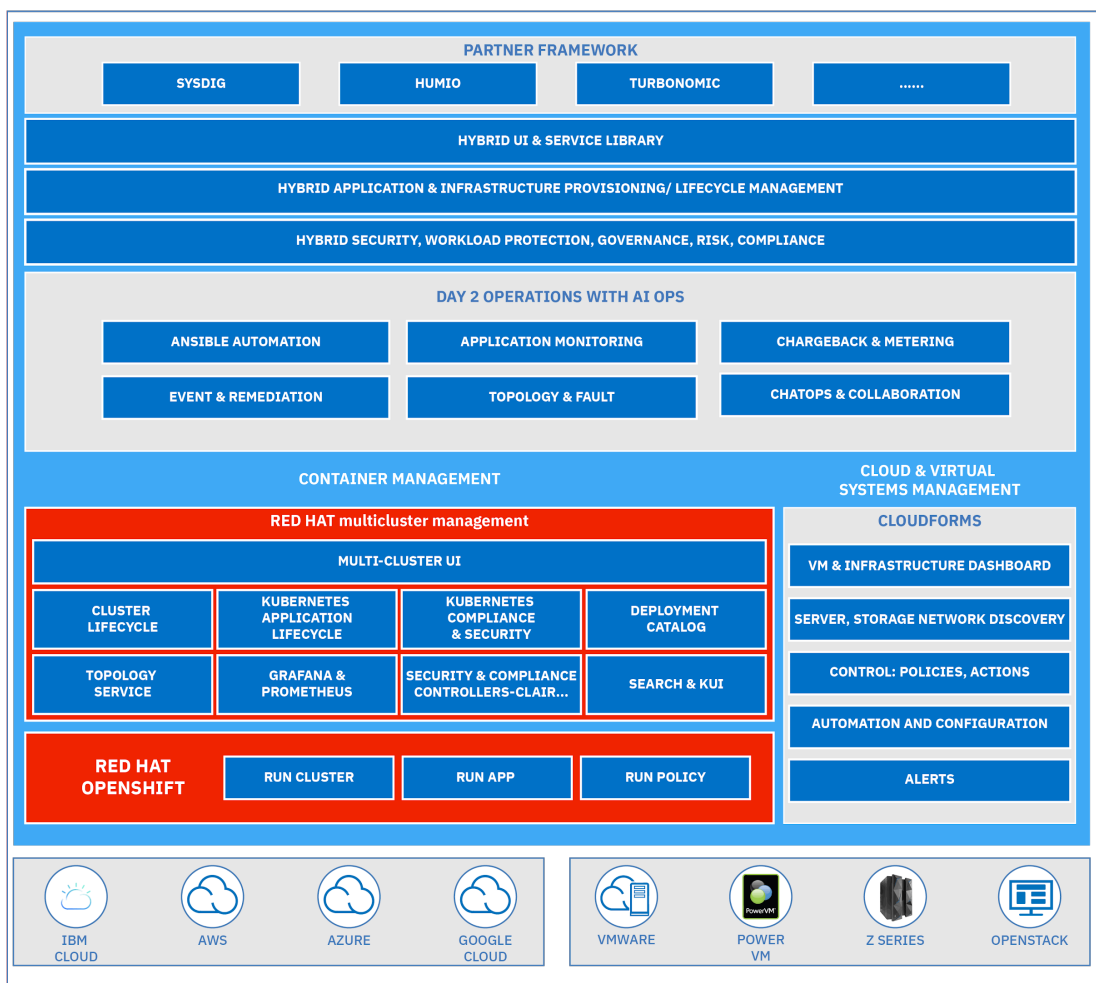 PARTNER FRAMEWORK
SYSDIG
HUMIO
TURBONOMIC
......
HYBRID UI & SERVICE LIBRARY
HYBRID APPLICATION & INFRASTRUCTURE PROVISIONING/ LIFECYCLE MANAGEMENT
HYBRID SECURITY, WORKLOAD PROTECTION, GOVERNANCE, RISK, COMPLIANCE
DAY 2 OPERATIONS WITH AI OPS
ANSIBLE AUTOMATION
APPLICATION MONITORING
CHARGEBACK & METERING
EVENT & REMEDIATION
TOPOLOGY & FAULT
CHATOPS & COLLABORATION
CONTAINER MANAGEMENT
RED HAT multicluster management
MULTI-CLUSTER UI
CLUSTER
LIFECYCLE
KUBERNETES
APPLICATION
LIFECYCLE
KUBERNETES
COMPLIANCE
& SECURITY
DEPLOYMENT
CATALOG
TOPOLOGY
SERVICE
GRAFANA &
PROMETHEUS
SECURITY & COMPLIANCE
CONTROLLERS-CLAIR...
SEARCH & KUI
RED HAT
OPENSHIFT
RUN CLUSTER
RUN APP
RUN POLICY
CLOUD & VIRTUAL
SYSTEMS MANAGEMENT
CLOUDFORMS
VM & INFRASTRUCTURE DASHBOARD
SERVER, STORAGE NETWORK DISCOVERY
CONTROL: POLICIES, ACTIONS
AUTOMATION AND CONFIGURATION
ALERTS
IBM
CLOUD
AWS
AZURE
GOOGLE
CLOUD
VMWARE
PowerVM
POWER
VM
Z SERIES
OPENSTACK